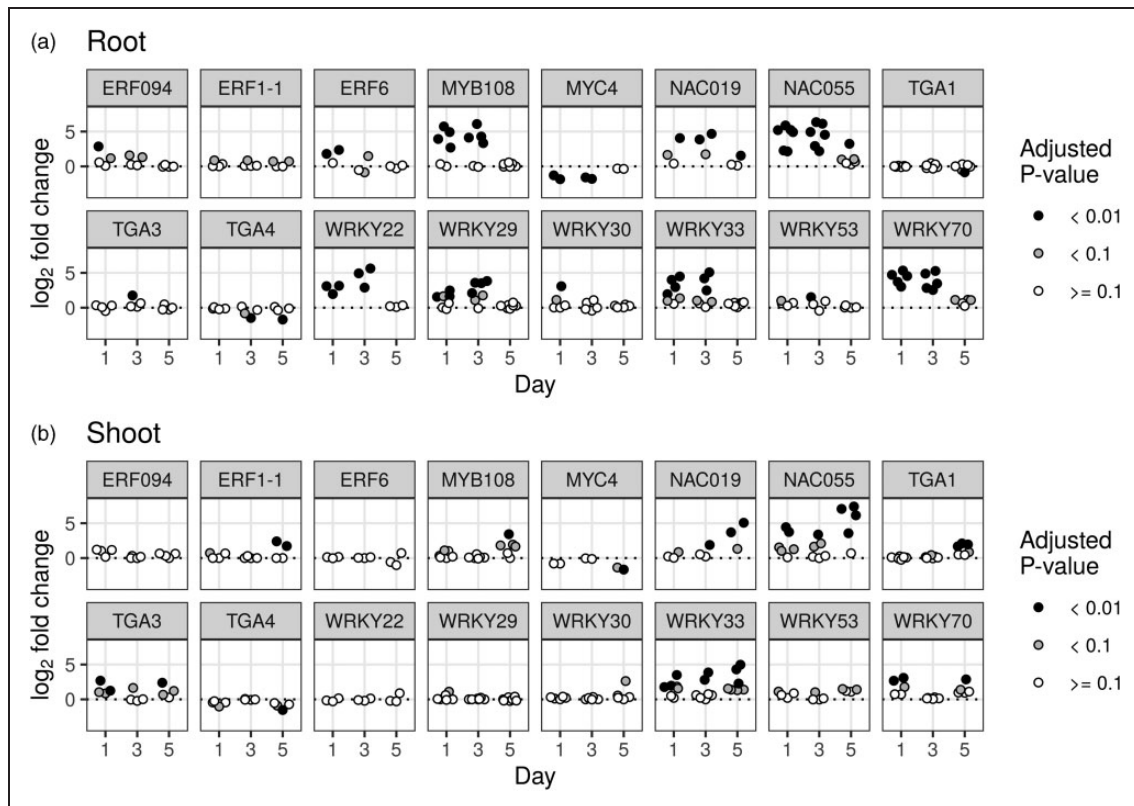 (a) Root
ERF094 ERF1-1 ERF6 MYB108 MYC4 NAC019 NAC055 TGA1
5
0
TGA3 TGA4 WRKY22 WRKY29 WRKY30 WRKY33 WRKY53 WRKY70
5
0
log₂ fold change
1 3 5 1 3 5 1 3 5 1 3 5 1 3 5 1 3 5 1 3 5 1 3 5
Day
Adjusted
P-value
< 0.01
< 0.1
>= 0.1
(b) Shoot
ERF094 ERF1-1 ERF6 MYB108 MYC4 NAC019 NAC055 TGA1
5
0
TGA3 TGA4 WRKY22 WRKY29 WRKY30 WRKY33 WRKY53 WRKY70
5
0
log₂ fold change
1 3 5 1 3 5 1 3 5 1 3 5 1 3 5 1 3 5 1 3 5 1 3 5
Day
Adjusted
P-value
< 0.01
< 0.1
>= 0.1